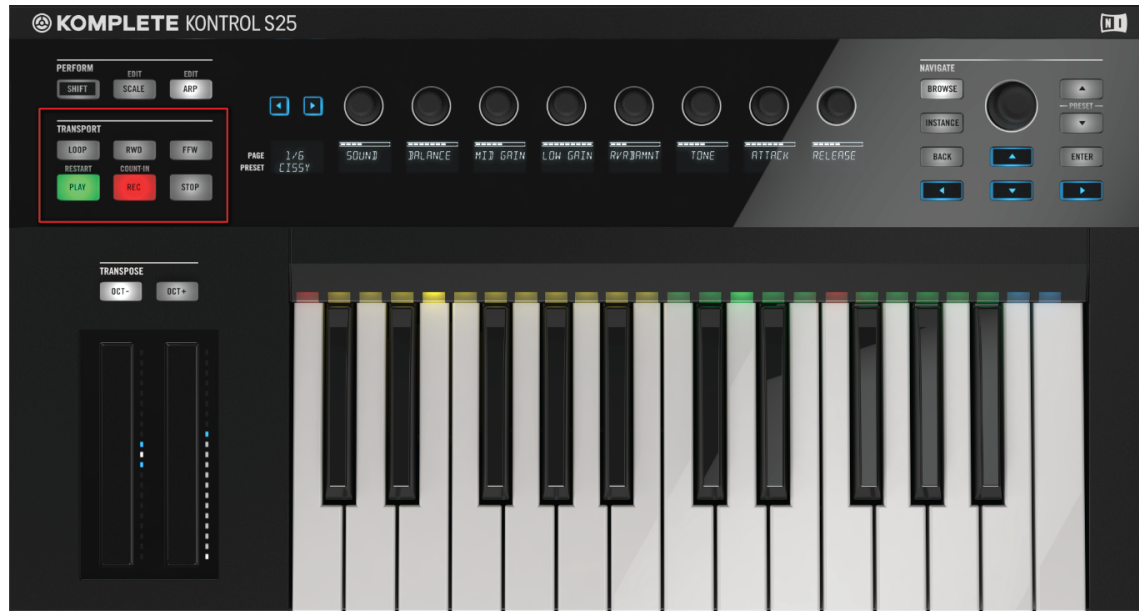 KOMPLETE KONTROL S25
NI
PERFORM
EDIT EDIT
SHIFT SCALE ARP
TRANSPORT
LOOP RWD FFW
RESTART COUNT-IN
PLAY REC STOP
PAGE 1/6
PRESET CISSY
SOUND BALANCE MID GAIN LOW GAIN RVRBAMNT TONE ATTACK RELEASE
NAVIGATE
BROWSE
PRESET
INSTANCE
BACK ENTER
TRANSPOSE
OCT- OCT+